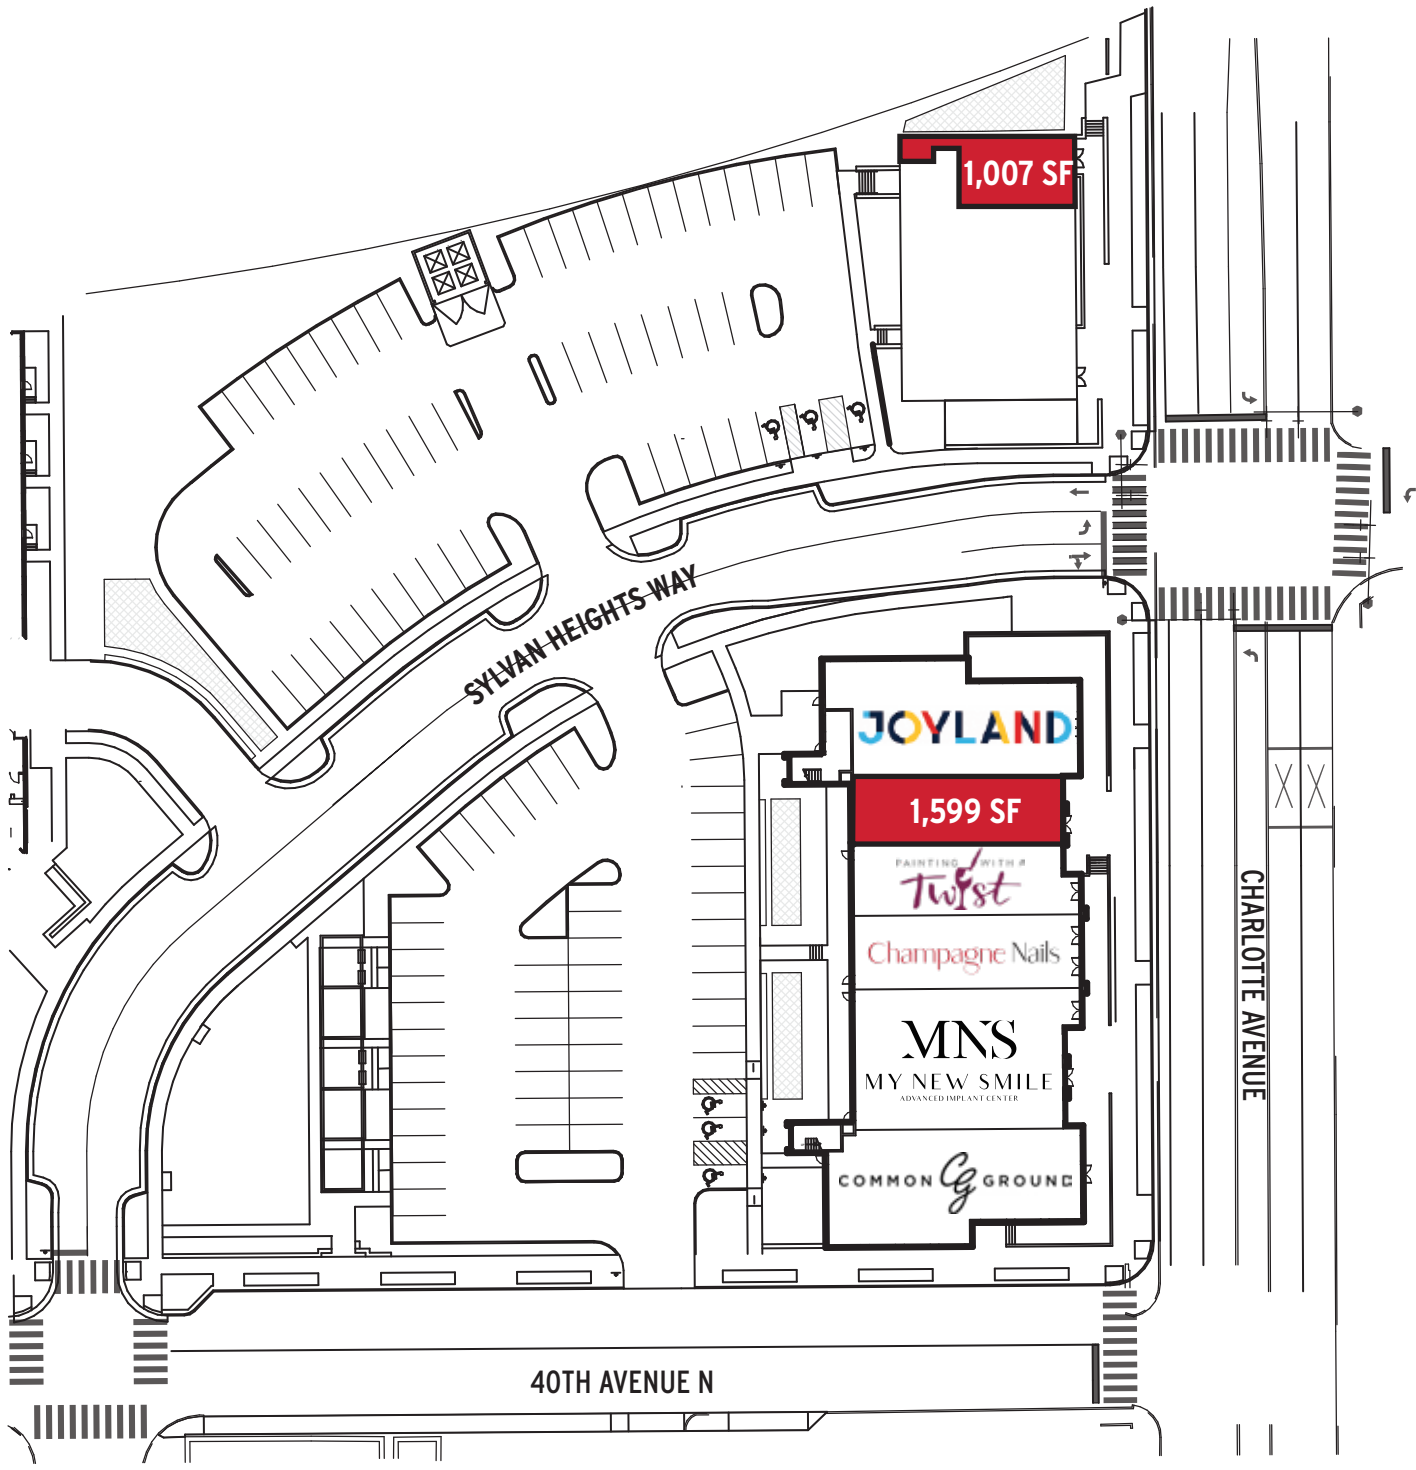 1,007 SF
SYLVAN HEIGHTS WAY
JOYLAND
1,599 SF
PAINTING WITH A
Twist
Champagne Nails
CHARLOTTE AVENUE
MNS
MY NEW SMILE
ADVANCED IMPLANT CENTER
COMMON CG GROUND
40TH AVENUE N